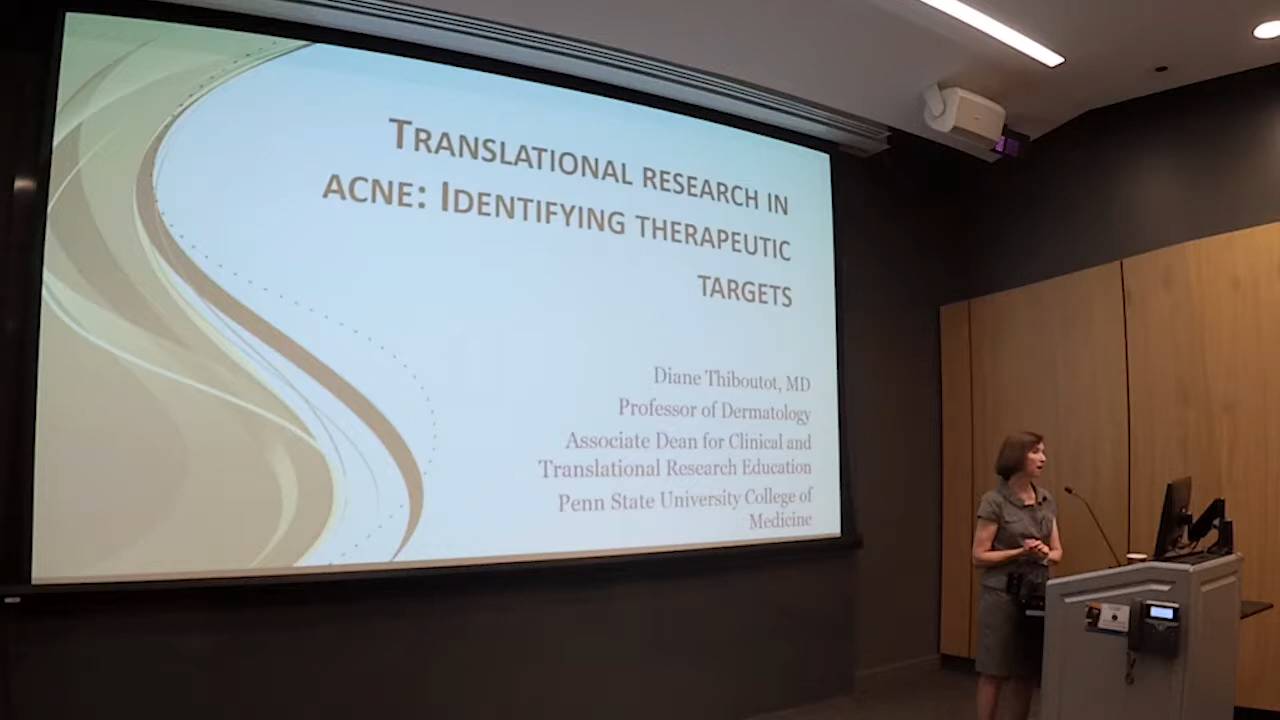 TRANSLATIONAL RESEARCH IN
ACNE: IDENTIFYING THERAPEUTIC
TARGETS
Diane Thiboutot, MD
Professor of Dermatology
Associate Dean for Clinical and
Translational Research Education
Penn State University College of
Medicine